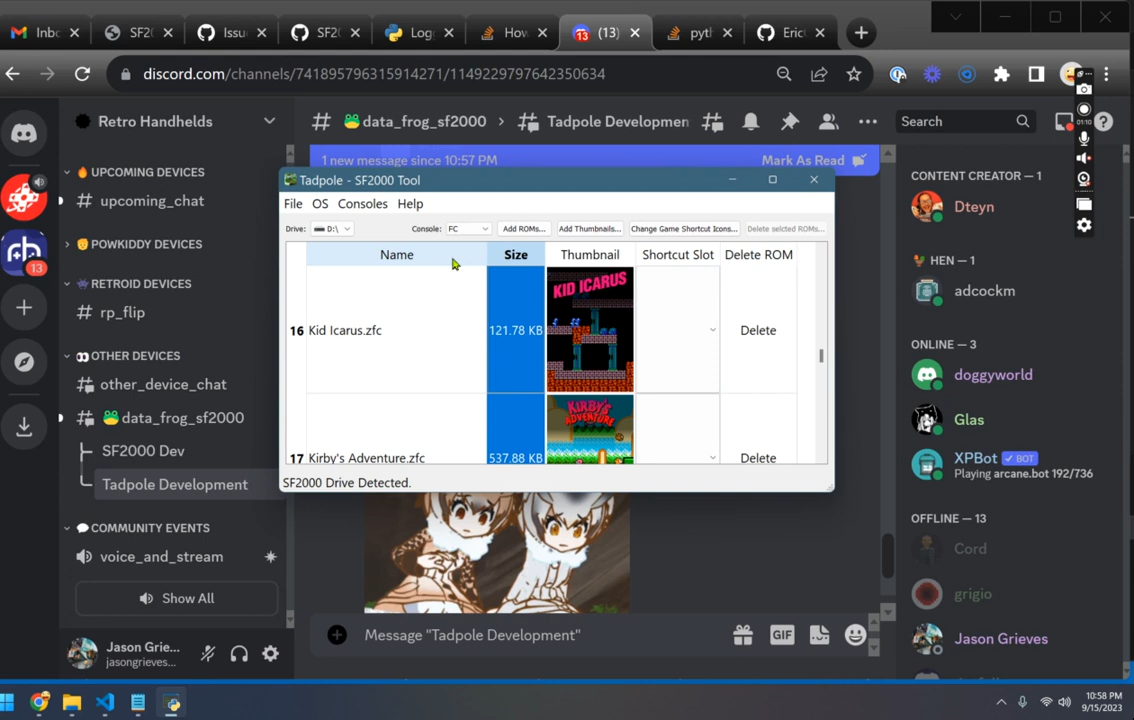 Inbc
SF2(
Issu
SF2(
Logg
How
13
(13)
pyth
Eric
discord.com/channels/741895796315914271/1149229797642350634
01:10
Retro Handhelds
🐸data_frog_sf2000
Tadpole Developmen
Search
UPCOMING DEVICES
upcoming_chat
POWKIDDY DEVICES
RETROID DEVICES
rp_flip
OTHER DEVICES
other_device_chat
🐸data_frog_sf2000
SF2000 Dev
Tadpole Development
COMMUNITY EVENTS
voice_and_stream
Show All
13
Jason Grie...
jasongrieves...
1 new message since 10:57 PM
Mark As Read
Tadpole - SF2000 Tool
File OS Consoles Help
Drive: D:\ Console: FC Add ROMs... Add Thumbnails... Change Game Shortcut Icons... Delete selcted ROMs...
Name Size Thumbnail Shortcut Slot Delete ROM
16 Kid Icarus.zfc 121.78 KB KID ICARUS Delete
17 Kirby's Adventure.zfc 537.88 KB KIRBY'S ADVENTURE Delete
SF2000 Drive Detected.
Message "Tadpole Development"
GIF
CONTENT CREATOR — 1
Dteyn
HEN — 1
adcockm
ONLINE — 3
doggyworld
Glas
XPBot BOT
Playing arcane.bot 192/736
OFFLINE — 13
Cord
grigio
Jason Grieves
10:58 PM
9/15/2023